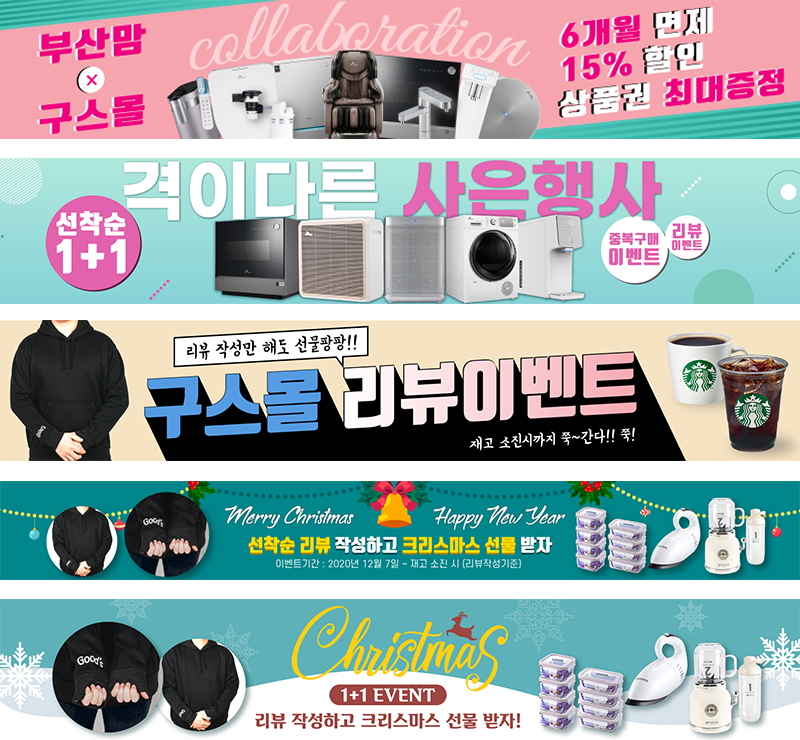 부산맘
×
구스몰
collaboration
6개월 면제
15% 할인
상품권 최대증정
격이다른 사은행사
선착순
1+1
중복구매
이벤트
리뷰
이벤트
리뷰 작성만 해도 선물팡팡!!
구스몰 리뷰이벤트
재고 소진시까지 쭉~간다!! 쭉!
Good's
Merry Christmas
Happy New Year
선착순 리뷰 작성하고 크리스마스 선물 받자
이벤트기간 : 2020년 12월 7일 ~ 재고 소진 시 (리뷰작성기준)
Good's
Christmas
1+1 EVENT
리뷰 작성하고 크리스마스 선물 받자!